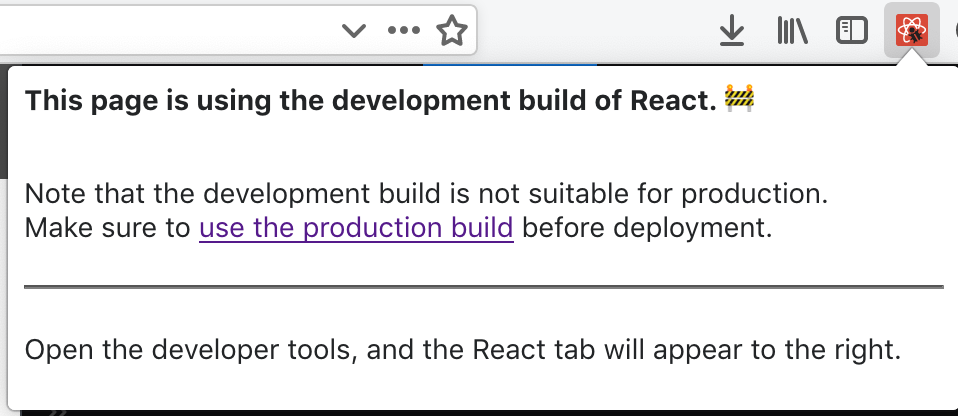 This page is using the development build of React. 🚧
Note that the development build is not suitable for production.
Make sure to use the production build before deployment.
Open the developer tools, and the React tab will appear to the right.